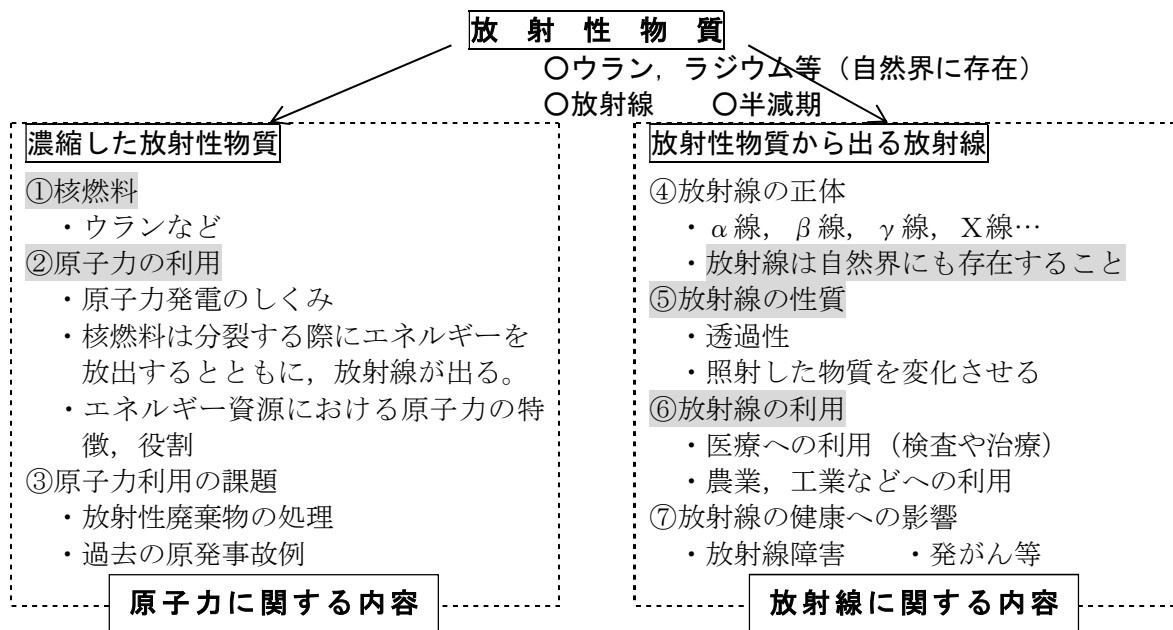 放射性物質
○ウラン，ラジウム等（自然界に存在）
○放射線　○半減期
濃縮した放射性物質
①核燃料
・ウランなど
②原子力の利用
・原子力発電のしくみ
・核燃料は分裂する際にエネルギーを
放出するとともに，放射線が出る。
・エネルギー資源における原子力の特
徴，役割
③原子力利用の課題
・放射性廃棄物の処理
・過去の原発事故例
原子力に関する内容
放射性物質から出る放射線
④放射線の正体
・α線，β線，γ線，Ｘ線…
・放射線は自然界にも存在すること
⑤放射線の性質
・透過性
・照射した物質を変化させる
⑥放射線の利用
・医療への利用（検査や治療）
・農業，工業などへの利用
⑦放射線の健康への影響
・放射線障害　・発がん等
放射線に関する内容